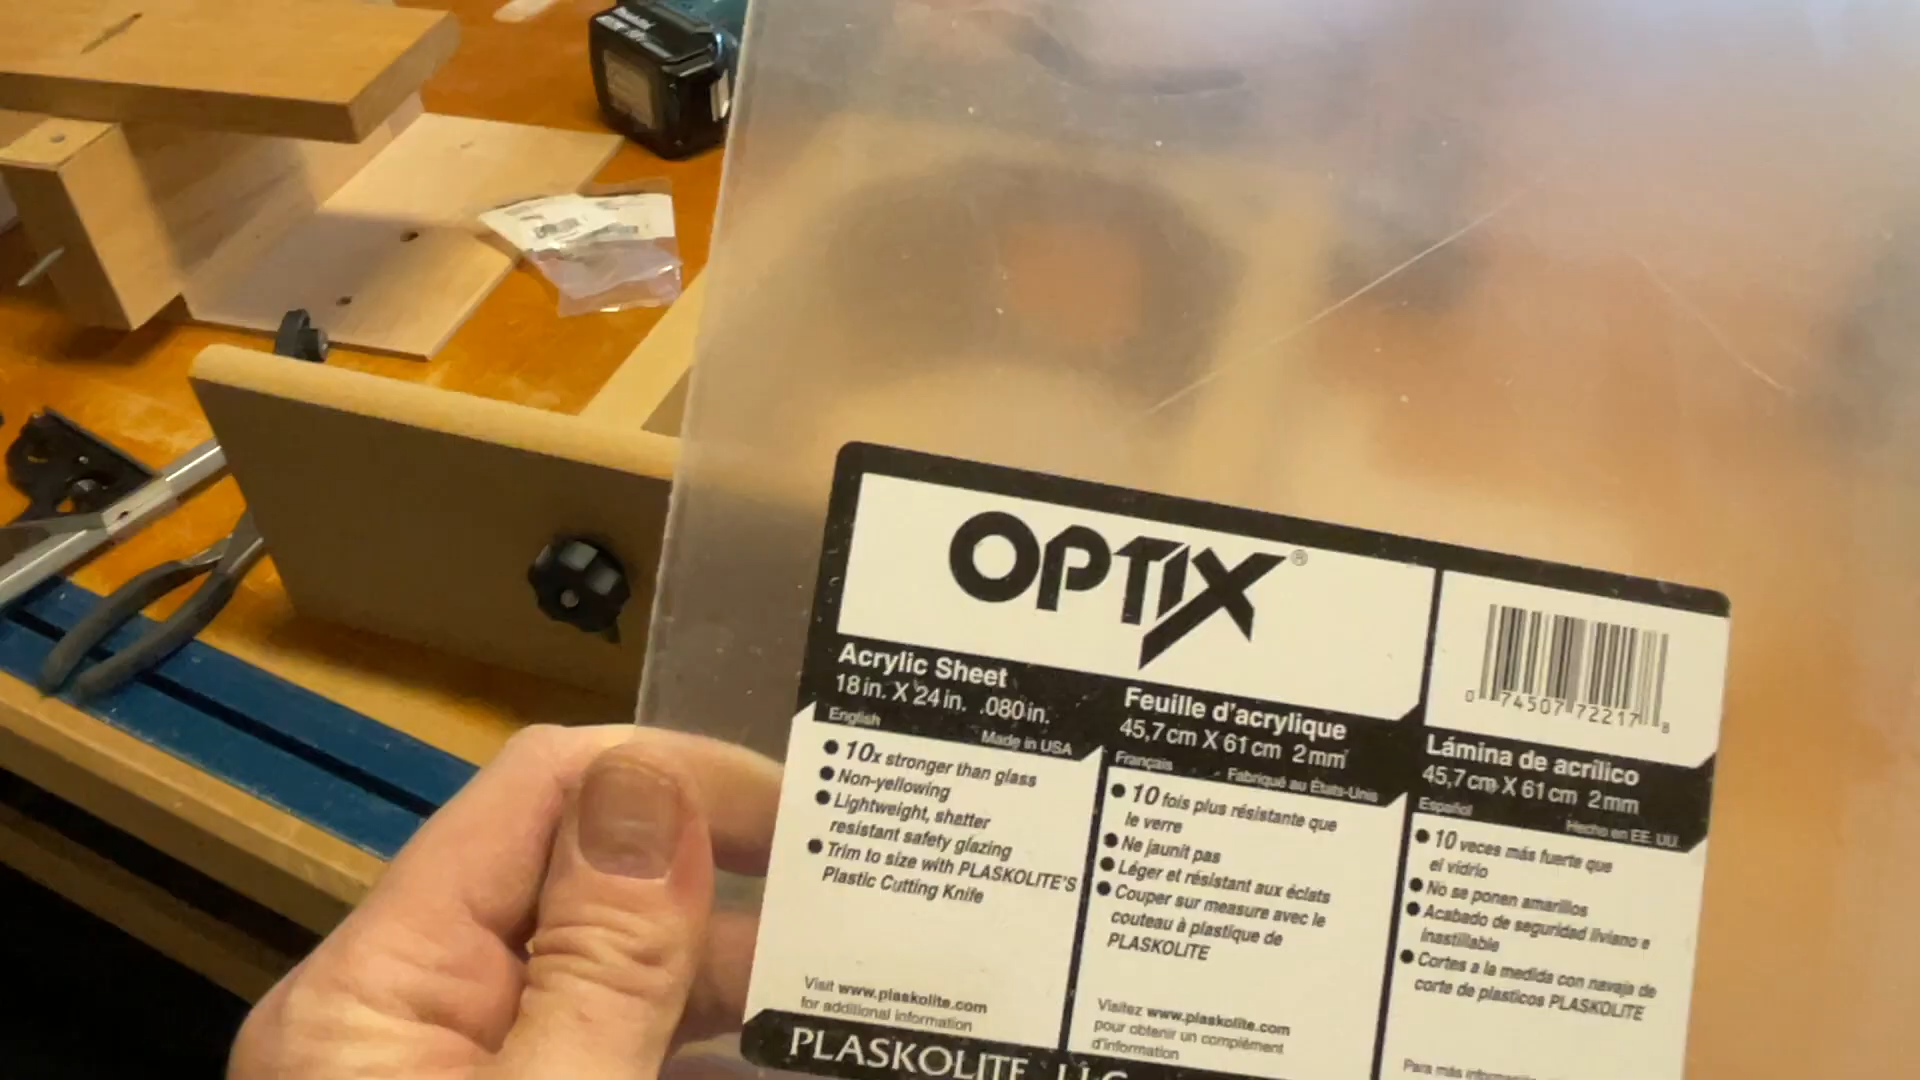 OPTIX®
0 74507 72217 8
Acrylic Sheet
18 in. X 24 in. .080 in.
English
Made in USA
10x stronger than glass
Non-yellowing
Lightweight, shatter
resistant safety glazing
Trim to size with PLASKOLITE'S
Plastic Cutting Knife
Visit www.plaskolite.com
for additional information
Feuille d'acrylique
45,7 cm X 61 cm 2 mm
Français
Fabriqué au États-Unis
10 fois plus résistante que
le verre
Ne jaunit pas
Léger et résistant aux éclats
Couper sur measure avec le
couteau à plastique de
PLASKOLITE
Visitez www.plaskolite.com
pour obtenir un complément
d'information
Lámina de acrílico
45,7 cm X 61 cm 2 mm
Español
Hecho en EE. UU.
10 veces más fuerte que
el vidrio
No se ponen amarillos
Acabado de seguridad liviano e
inastillable
Cortes a la medida con navaja de
corte de plasticos PLASKOLITE
Para más información
PLASKOLITE LLC